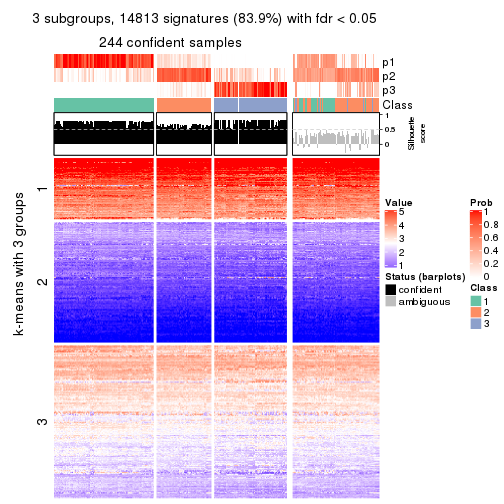 3 subgroups, 14813 signatures (83.9%) with fdr < 0.05
244 confident samples
p1
p2
p3
Class
1
0.5
0
Silhouette
score
k-means with 3 groups
1
2
3
Value
5
4
3
2
1
Status (barplots)
confident
ambiguous
Prob
1
0.8
0.6
0.4
0.2
0
Class
1
2
3